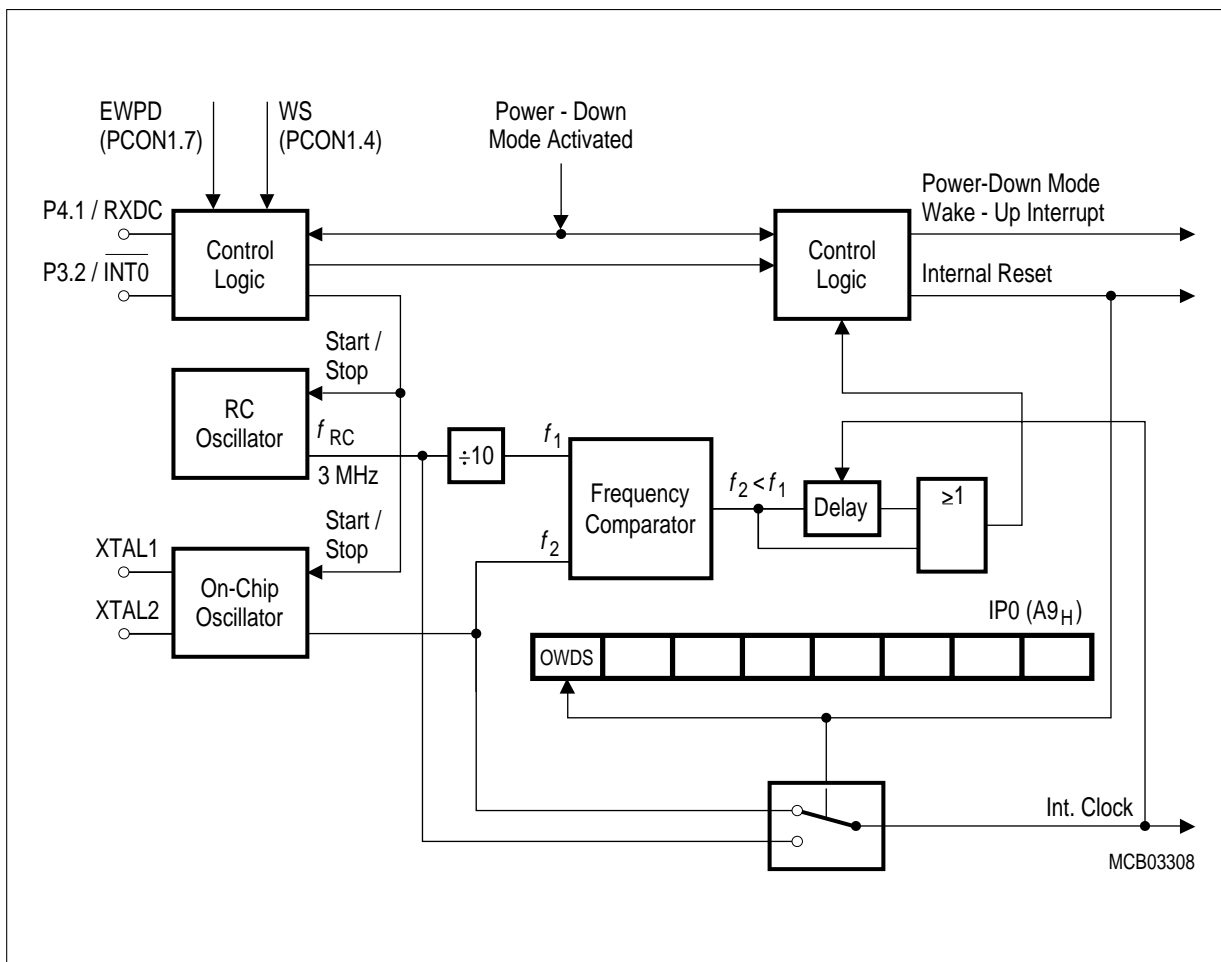 EWPD
(PCON1.7)
WS
(PCON1.4)
Power - Down
Mode Activated
P4.1 / RXDC
P3.2 / INT0
Control
Logic
Control
Logic
Power-Down Mode
Wake - Up Interrupt
Internal Reset
Start /
Stop
RC
Oscillator
f RC
3 MHz
÷10
f1
f2
Frequency
Comparator
f2 < f1
Delay
≥1
Start /
Stop
XTAL1
XTAL2
On-Chip
Oscillator
IP0 (A9H)
OWDS
Int. Clock
MCB03308